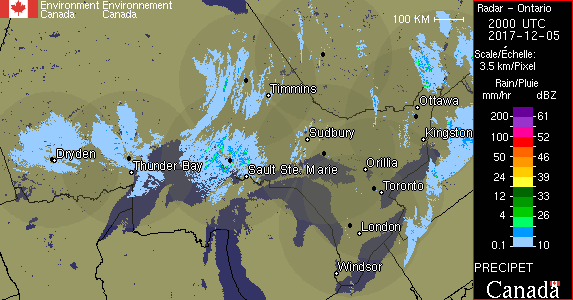 Environment Environnement
Canada Canada
100 KM
Timmins
Ottawa
Sudbury
Kingston
Dryden
Thunder Bay
Sault Ste. Marie
Orillia
Toronto
London
Windsor
Radar - Ontario
2000 UTC
2017-12-05
Scale/Échelle:
3.5 km/Pixel
Rain/Pluie
mm/hr dBZ
200 61
100 52
50 46
24 39
12 33
4 26
0.1 10
PRECIPET
Canada